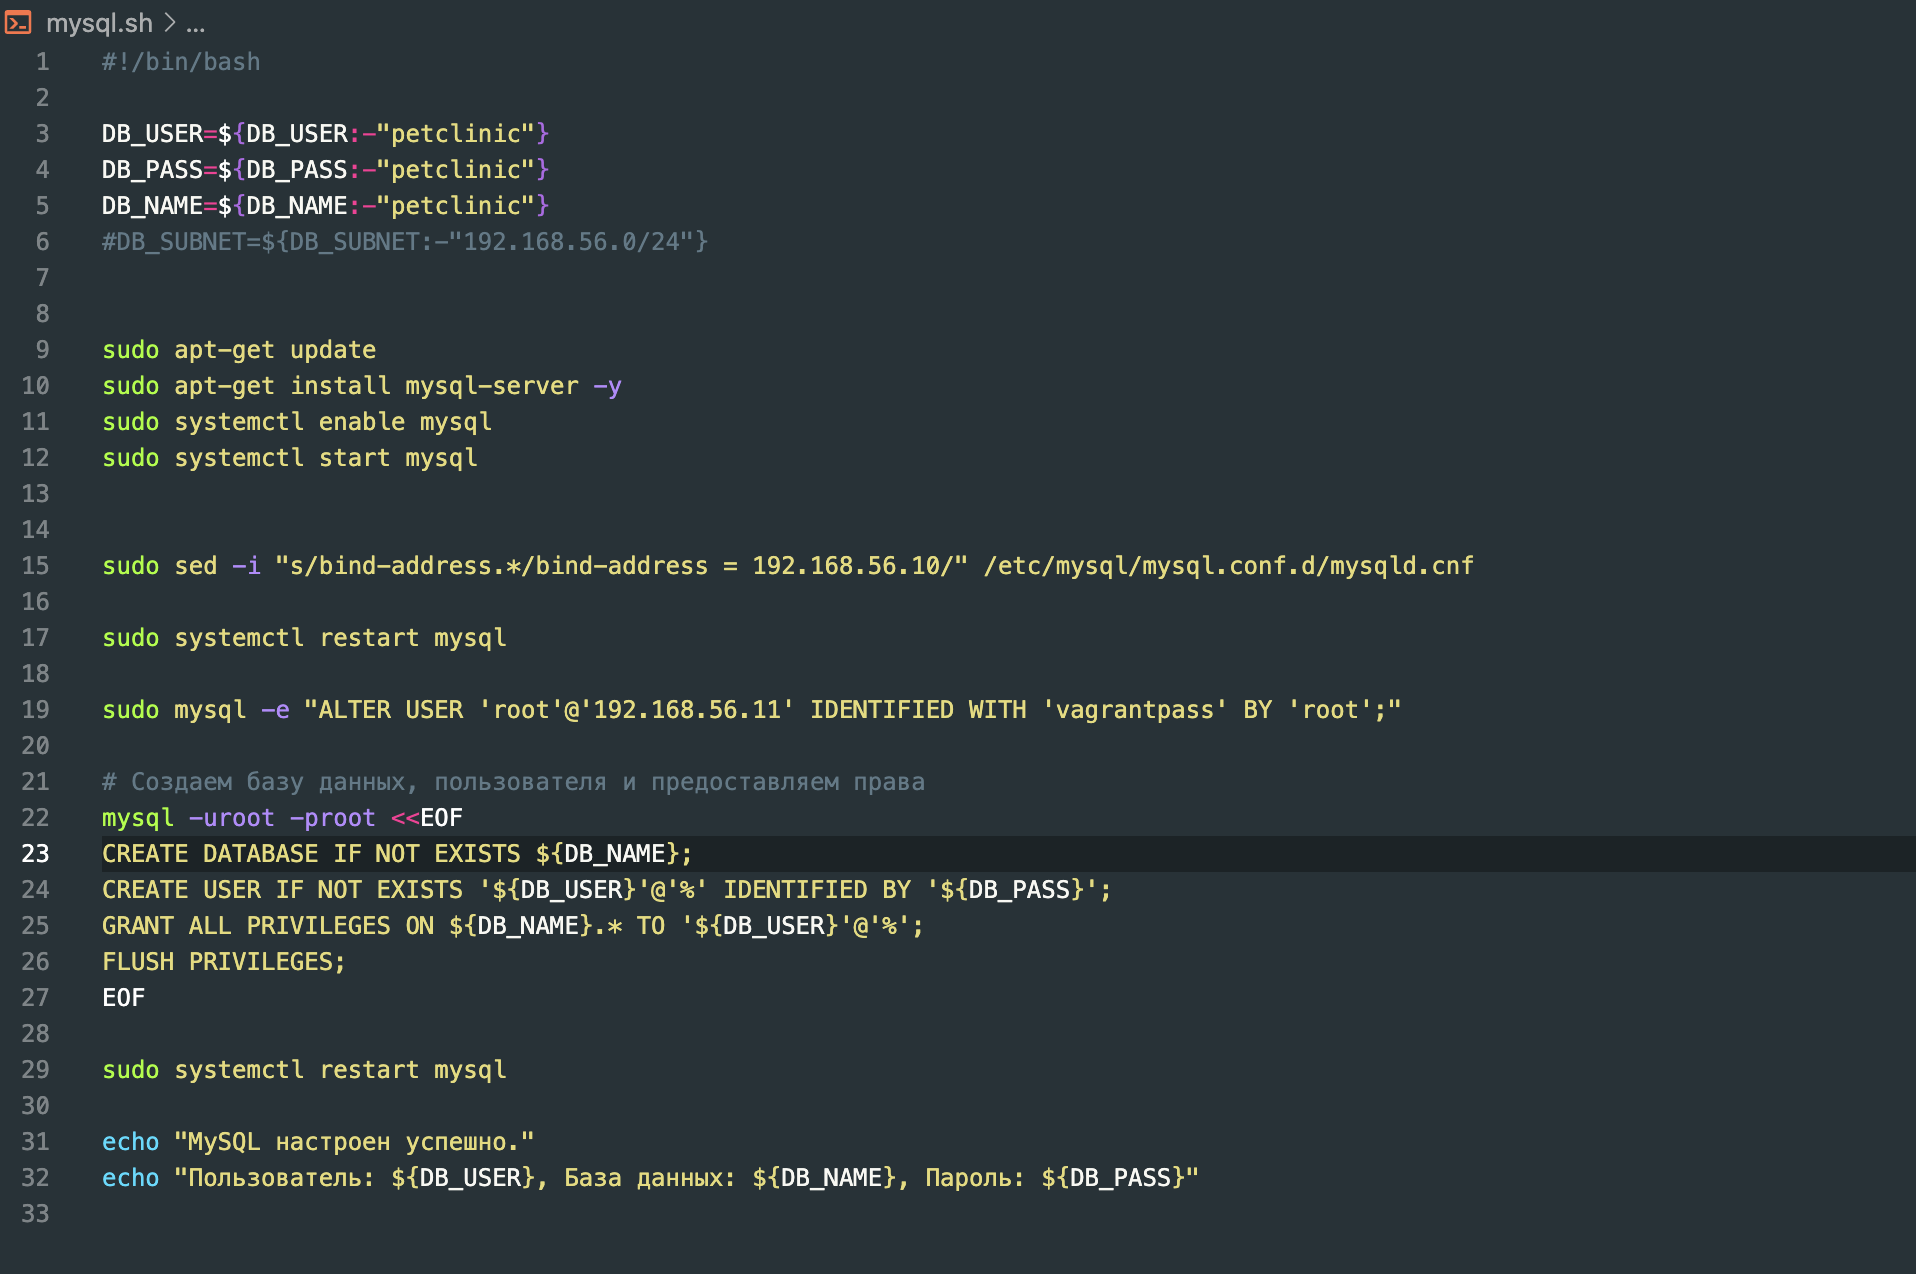 mysql.sh > ...
1 #!/bin/bash
2
3 DB_USER=${DB_USER:-"petclinic"}
4 DB_PASS=${DB_PASS:-"petclinic"}
5 DB_NAME=${DB_NAME:-"petclinic"}
6 #DB_SUBNET=${DB_SUBNET:-"192.168.56.0/24"}
7
8
9 sudo apt-get update
10 sudo apt-get install mysql-server -y
11 sudo systemctl enable mysql
12 sudo systemctl start mysql
13
14
15 sudo sed -i "s/bind-address.*/bind-address = 192.168.56.10/" /etc/mysql/mysql.conf.d/mysqld.cnf
16
17 sudo systemctl restart mysql
18
19 sudo mysql -e "ALTER USER 'root'@'192.168.56.11' IDENTIFIED WITH 'vagrantpass' BY 'root';"
20
21 # Создаем базу данных, пользователя и предоставляем права
22 mysql -uroot -proot <<EOF
23 CREATE DATABASE IF NOT EXISTS ${DB_NAME};
24 CREATE USER IF NOT EXISTS '${DB_USER}'@'%' IDENTIFIED BY '${DB_PASS}';
25 GRANT ALL PRIVILEGES ON ${DB_NAME}.* TO '${DB_USER}'@'%';
26 FLUSH PRIVILEGES;
27 EOF
28
29 sudo systemctl restart mysql
30
31 echo "MySQL настроен успешно."
32 echo "Пользователь: ${DB_USER}, База данных: ${DB_NAME}, Пароль: ${DB_PASS}"
33